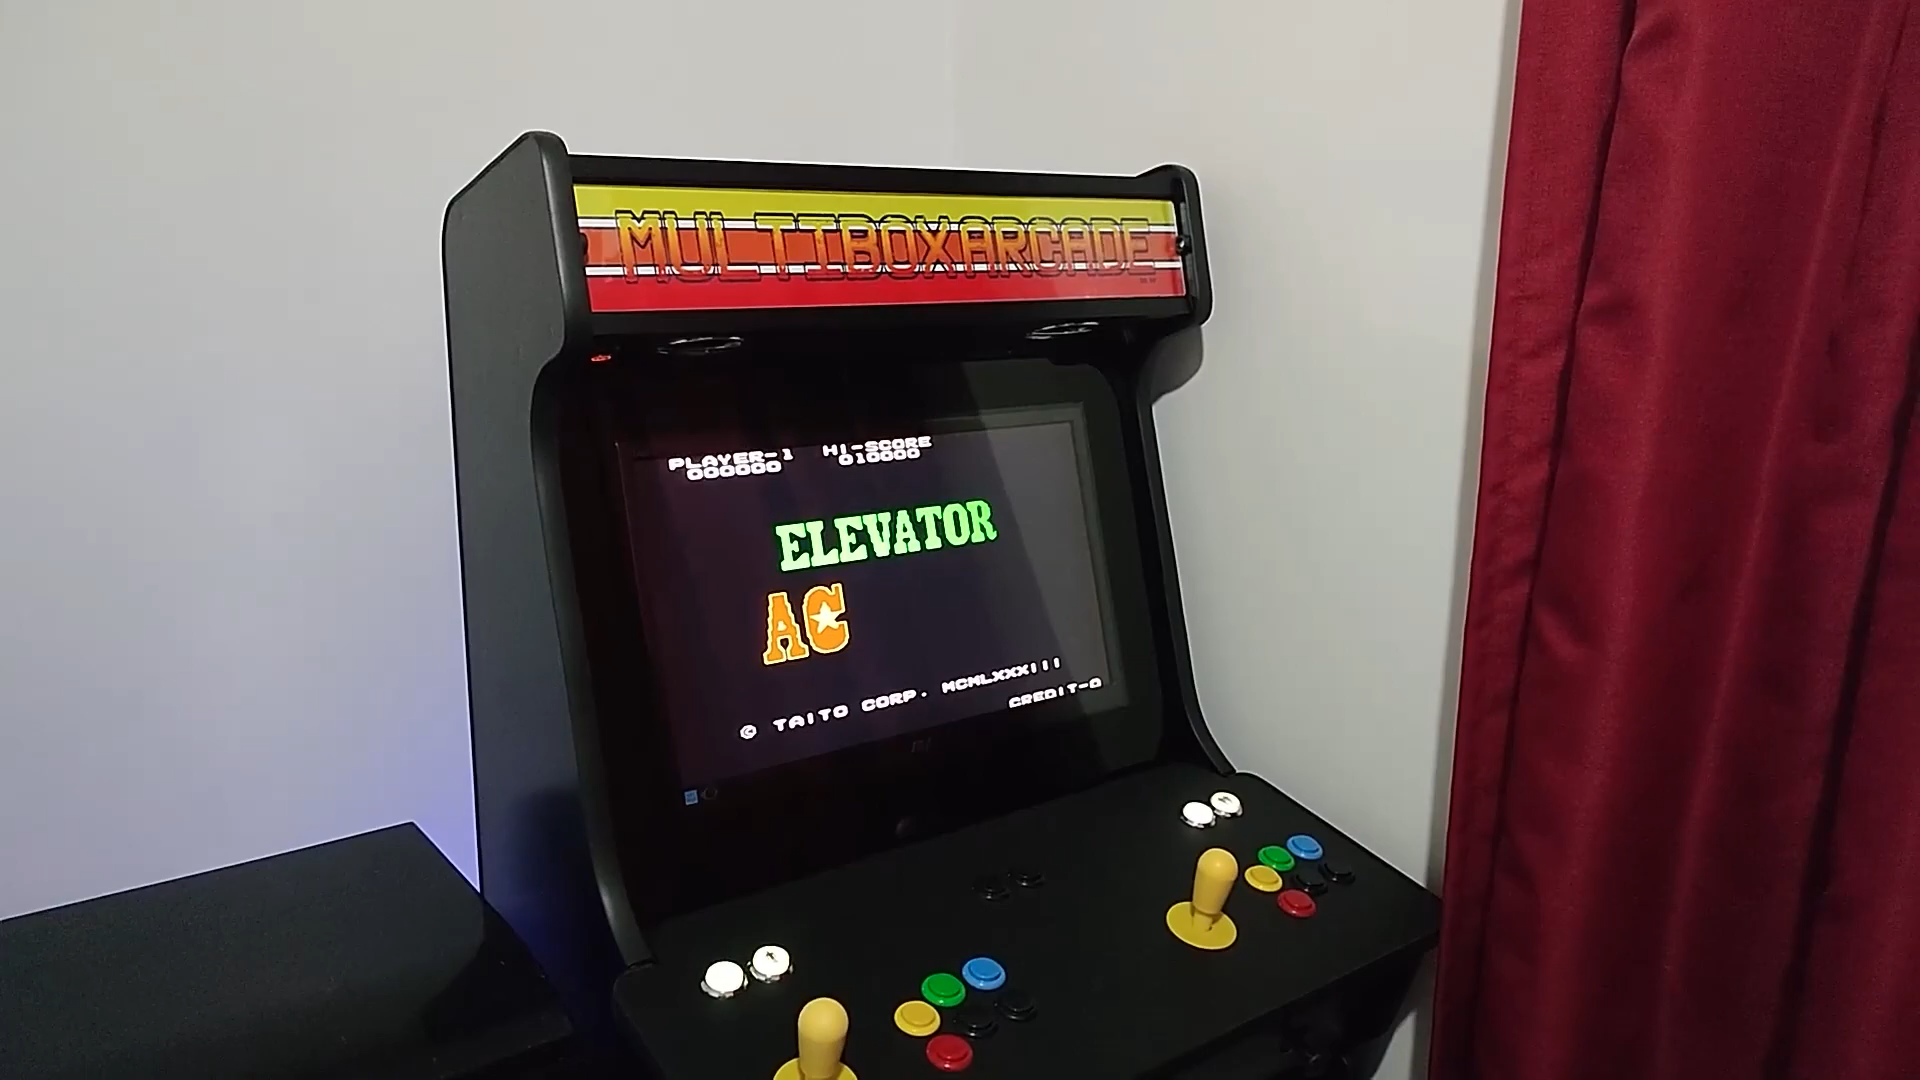 MULTIBOXARCADE
PLAYER-1 HI-SCORE
000000 010000
ELEVATOR
AC
© TAITO CORP. MCMLXXXIII
CREDIT-0